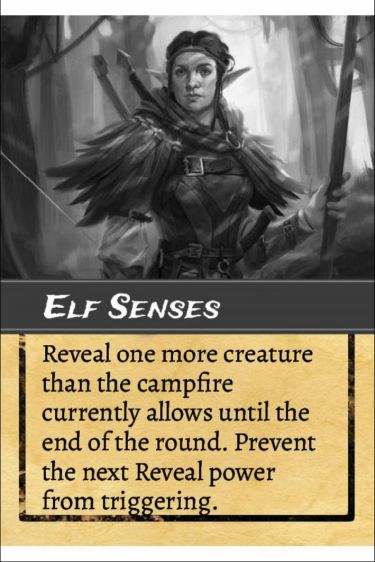 Elf Senses
Reveal one more creature
than the campfire
currently allows until the
end of the round. Prevent
the next Reveal power
from triggering.